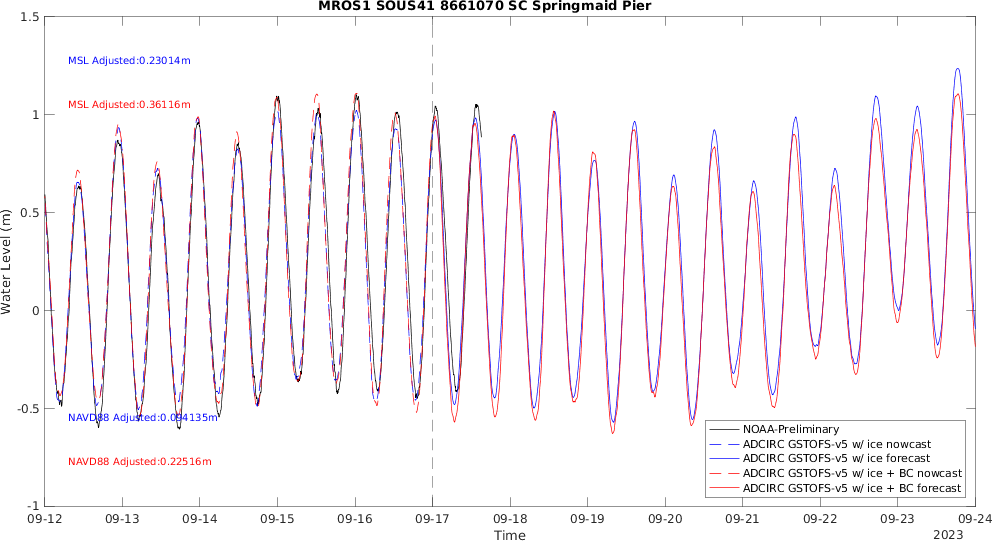 MROS1 SOUS41 8661070 SC Springmaid Pier
1.5
1
0.5
0
-0.5
-1
Water Level (m)
MSL Adjusted:0.23014m
MSL Adjusted:0.36116m
NAVD88 Adjusted:0.094135m
NAVD88 Adjusted:0.22516m
NOAA-Preliminary
ADCIRC GSTOFS-v5 w/ ice nowcast
ADCIRC GSTOFS-v5 w/ ice forecast
ADCIRC GSTOFS-v5 w/ ice + BC nowcast
ADCIRC GSTOFS-v5 w/ ice + BC forecast
09-12 09-13 09-14 09-15 09-16 09-17 09-18 09-19 09-20 09-21 09-22 09-23 09-24
Time
2023